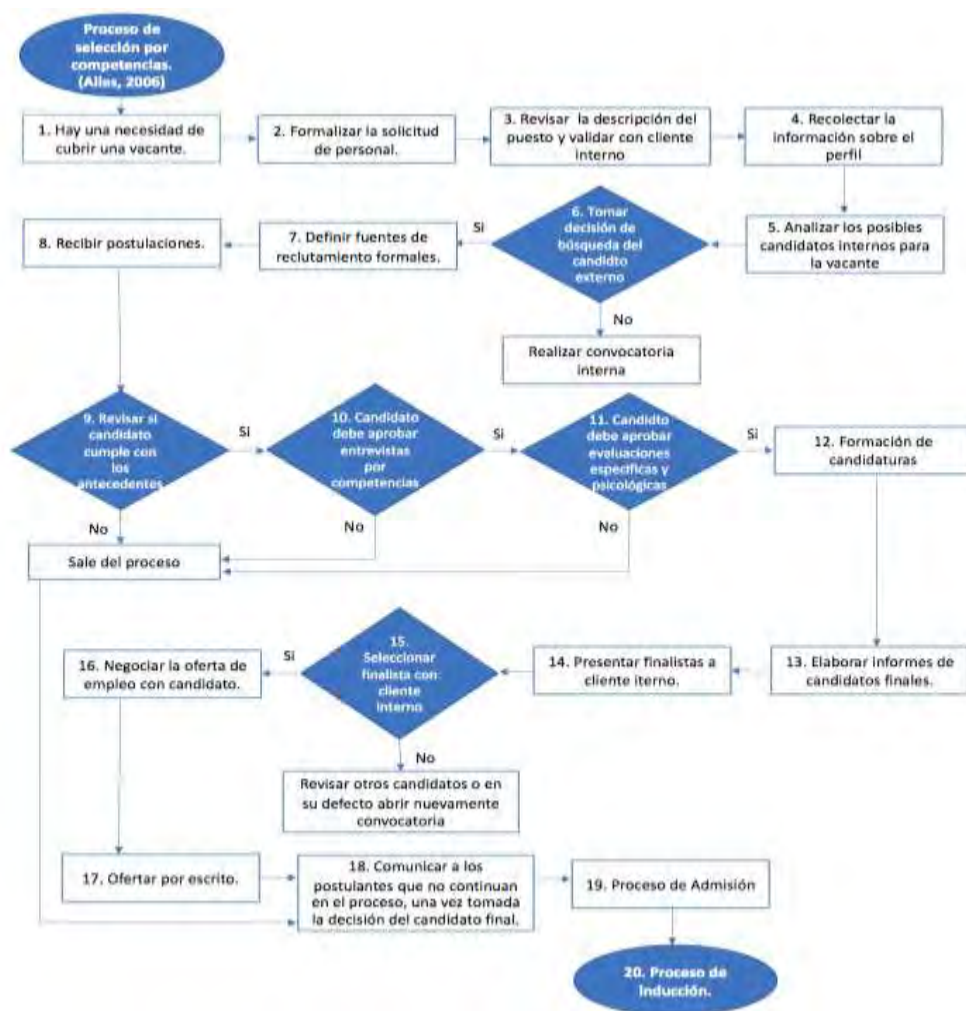 Proceso de
selección por
competencias.
(Alles, 2006)
1. Hay una necesidad de
cubrir una vacante.
2. Formalizar la solicitud
de personal.
3. Revisar la descripción del
puesto y validar con cliente
interno
4. Recolectar la
información sobre el
perfil
5. Analizar los posibles
candidatos internos para
la vacante
6. Tomar
decisión de
búsqueda del
candidto
externo
Si
No
Realizar convocatoria
interna
7. Definir fuentes de
reclutamiento formales.
8. Recibir postulaciones.
9. Revisar si
candidato
cumple con
los
antecedentes
Si
No
10. Candidato
debe aprobar
entrevistas
por
competencias
Si
No
11. Candidto
debe aprobar
evaluaciones
específicas y
psicológicas
Si
No
12. Formación de
candidaturas
Sale del proceso
13. Elaborar informes de
candidatos finales.
14. Presentar finalistas a
cliente iterno.
15.
Seleccionar
finalista con
cliente
interno
Si
No
Revisar otros candidatos o en
su defecto abrir nuevamente
convocatoria
16. Negociar la oferta de
empleo con candidato.
17. Ofertar por escrito.
18. Comunicar a los
postulantes que no continuan
en el proceso, una vez tomada
la decisión del candidato final.
19. Proceso de Admisión
20. Proceso de
Inducción.